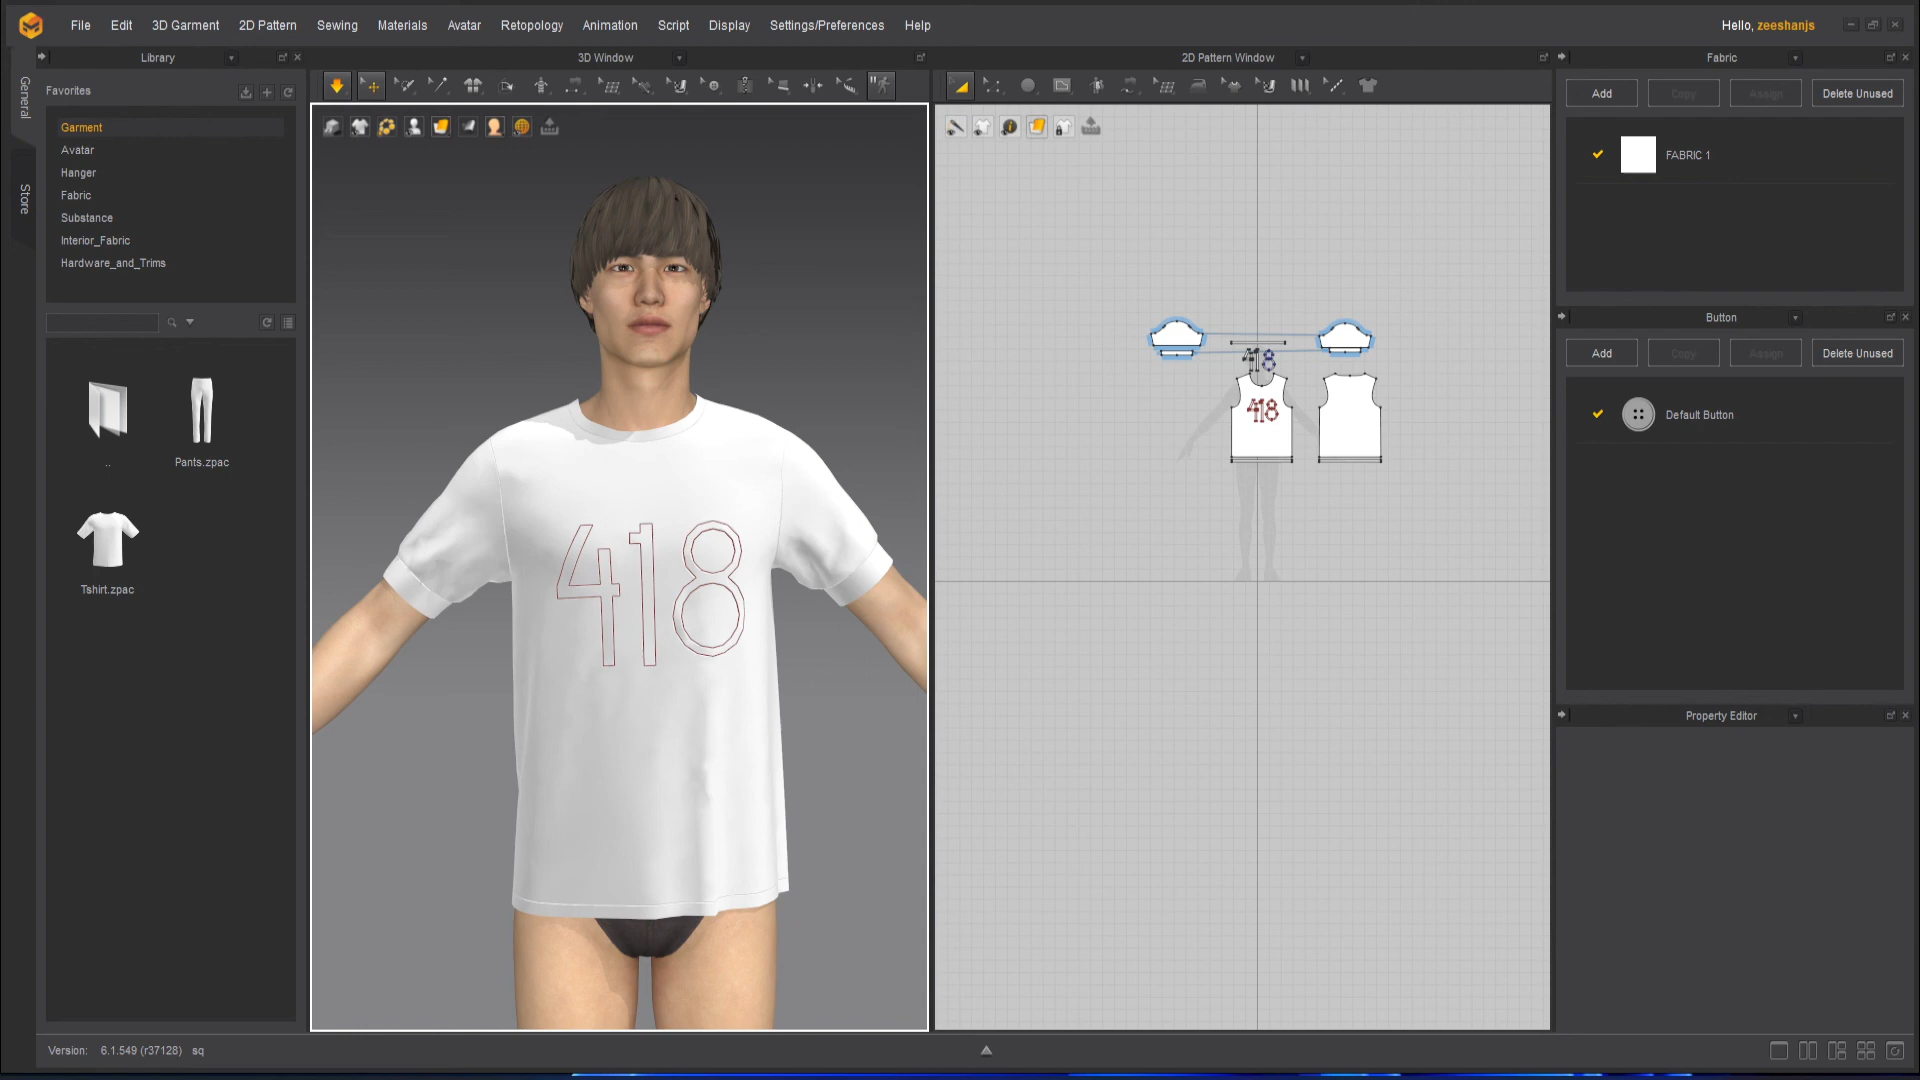 File Edit 3D Garment 2D Pattern Sewing Materials Avatar Retopology Animation Script Display Settings/Preferences Help
Hello, zeeshanjs
Library
3D Window
2D Pattern Window
Fabric
General
Store
Favorites
Garment
Avatar
Hanger
Fabric
Substance
Interior_Fabric
Hardware_and_Trims
..
Pants.zpac
Tshirt.zpac
418
418
418
Add Copy Assign Delete Unused
FABRIC 1
Button
Add Copy Assign Delete Unused
Default Button
Property Editor
Version: 6.1.549 (r37128) sq